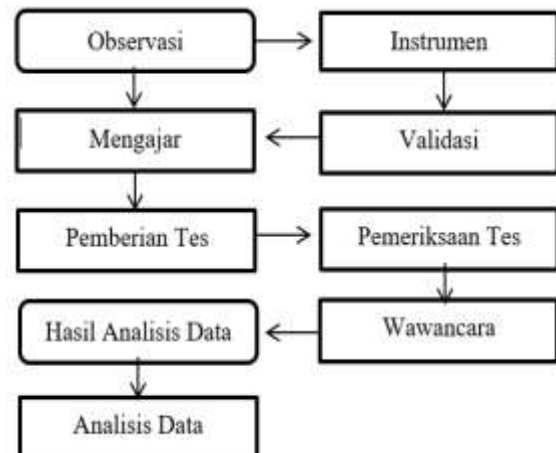 Observasi
Instrumen
Mengajar
Validasi
Pemberian Tes
Pemeriksaan Tes
Hasil Analisis Data
Wawancara
Analisis Data